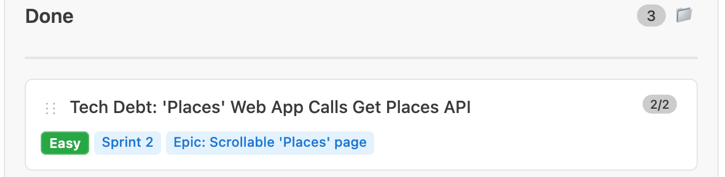 Done
3
Tech Debt: 'Places' Web App Calls Get Places API
2/2
Easy Sprint 2 Epic: Scrollable 'Places' page